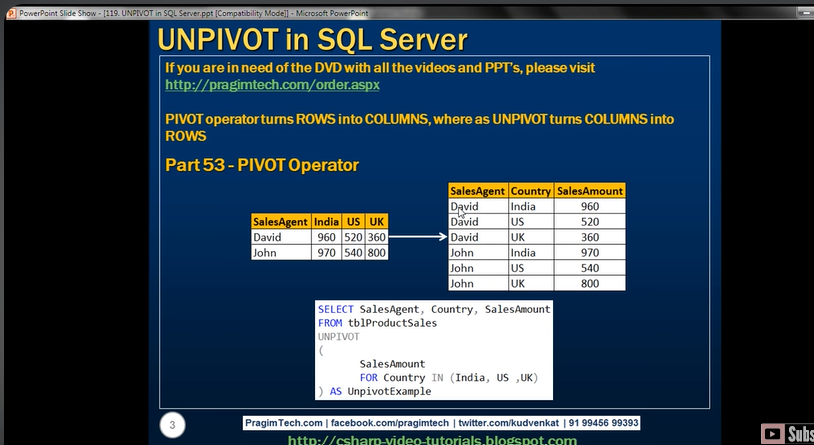 PowerPoint Slide Show - [119. UNPIVOT in SQL Server.ppt [Compatibility Mode]] - Microsoft PowerPoint
UNPIVOT in SQL Server
If you are in need of the DVD with all the videos and PPT's, please visit
http://pragimtech.com/order.aspx
PIVOT operator turns ROWS into COLUMNS, where as UNPIVOT turns COLUMNS into
ROWS
Part 53 - PIVOT Operator
SalesAgent India US UK
David 960 520 360
John 970 540 800
SalesAgent Country SalesAmount
David India 960
David US 520
David UK 360
John India 970
John US 540
John UK 800
SELECT SalesAgent, Country, SalesAmount
FROM tblProductSales
UNPIVOT
(
SalesAmount
FOR Country IN (India, US ,UK)
) AS UnpivotExample
3
PragimTech.com | facebook.com/pragimtech | twitter.com/kudvenkat | 91 99456 99393
http://csharp-video-tutorials.blogspot.com